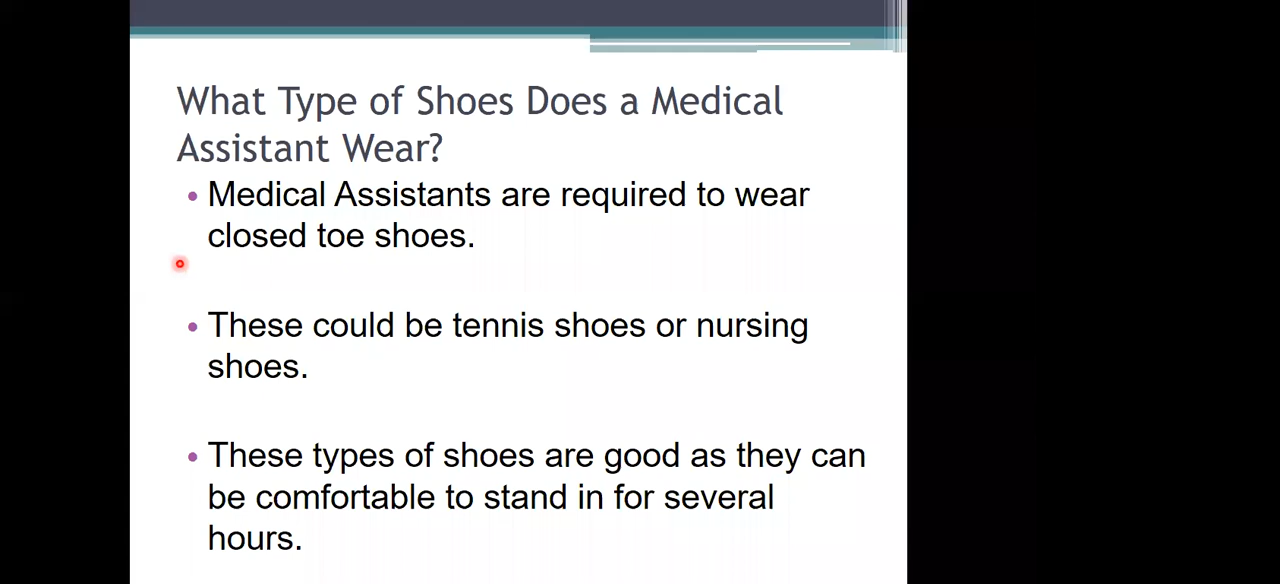 What Type of Shoes Does a Medical
Assistant Wear?
• Medical Assistants are required to wear
closed toe shoes.
• These could be tennis shoes or nursing
shoes.
• These types of shoes are good as they can
be comfortable to stand in for several
hours.